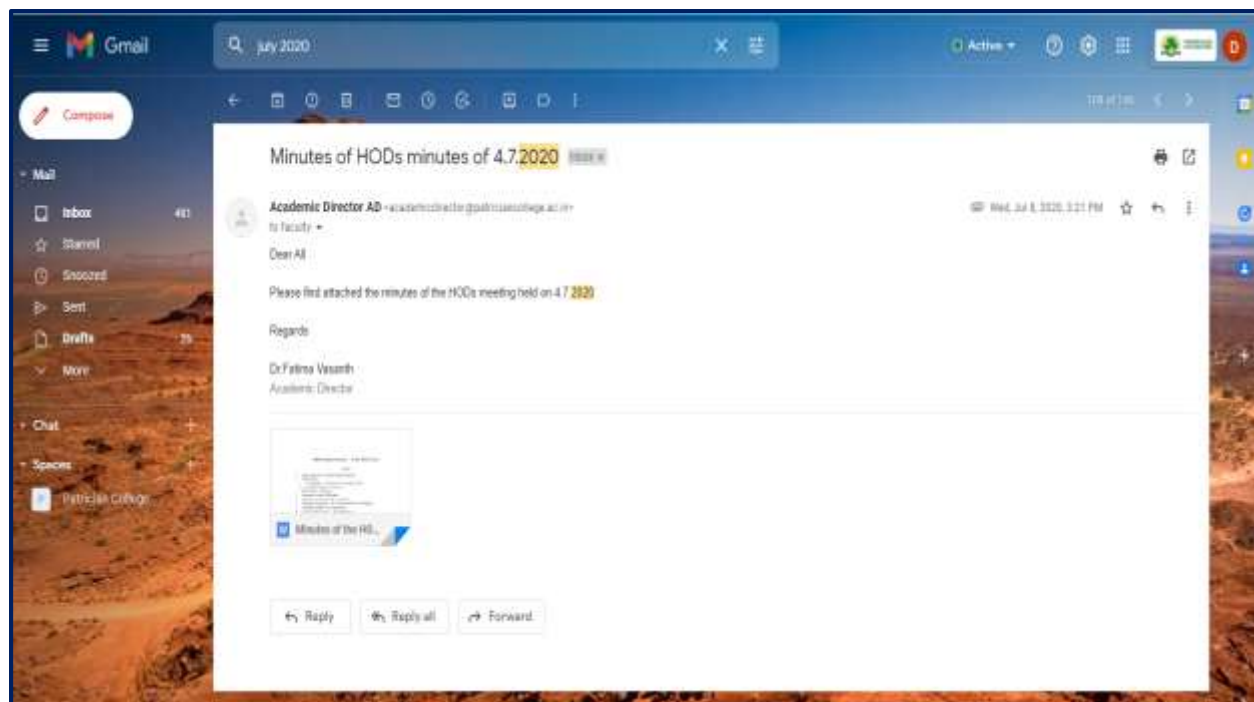 Gmail
july 2020
Active
D
Compose
Minutes of HODs minutes of 4.7.2020
Mail
Inbox 461
Starred
Snoozed
Sent
Drafts
More
Chat
Spaces
Patrician College
Academic Director AD
Wed, Jul 8, 2020, 3:21 PM
to faculty
Dear All
Please find attached the minutes of the HODs meeting held on 4.7.2020
Regards
Dr.Fatima Vasanth
Academic Director
Minutes of the HO...
Reply
Reply all
Forward